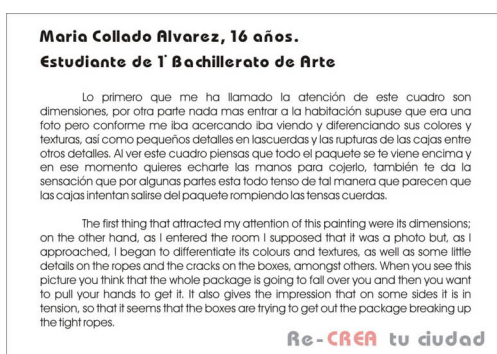 Maria Collado Alvarez, 16 años.
Estudiante de 1º Bachillerato de Arte
Lo primero que me ha llamado la atención de este cuadro son
dimensiones, por otra parte nada mas entrar a la habitación supuse que era una
foto pero conforme me iba acercando iba viendo y diferenciando sus colores y
texturas, así como pequeños detalles en lascuerdas y las rupturas de las cajas entre
otros detalles. Al ver este cuadro piensas que todo el paquete se te viene encima y
en ese momento quieres echarte las manos para cojerlo, también te da la
sensación que por algunas partes esta todo tenso de tal manera que parecen que
las cajas intentan salirse del paquete rompiendo las tensas cuerdas.
The first thing that attracted my attention of this painting were its dimensions;
on the other hand, as I entered the room I supposed that it was a photo but, as I
approached, I began to differentiate its colours and textures, as well as some little
details on the ropes and the cracks on the boxes, amongst others. When you see this
picture you think that the whole package is going to fall over you and then you want
to pull your hands to get it. It also gives the impression that on some sides it is in
tension, so that it seems that the boxes are trying to get out the package breaking up
the tight ropes.
Re-CREA tu ciudad